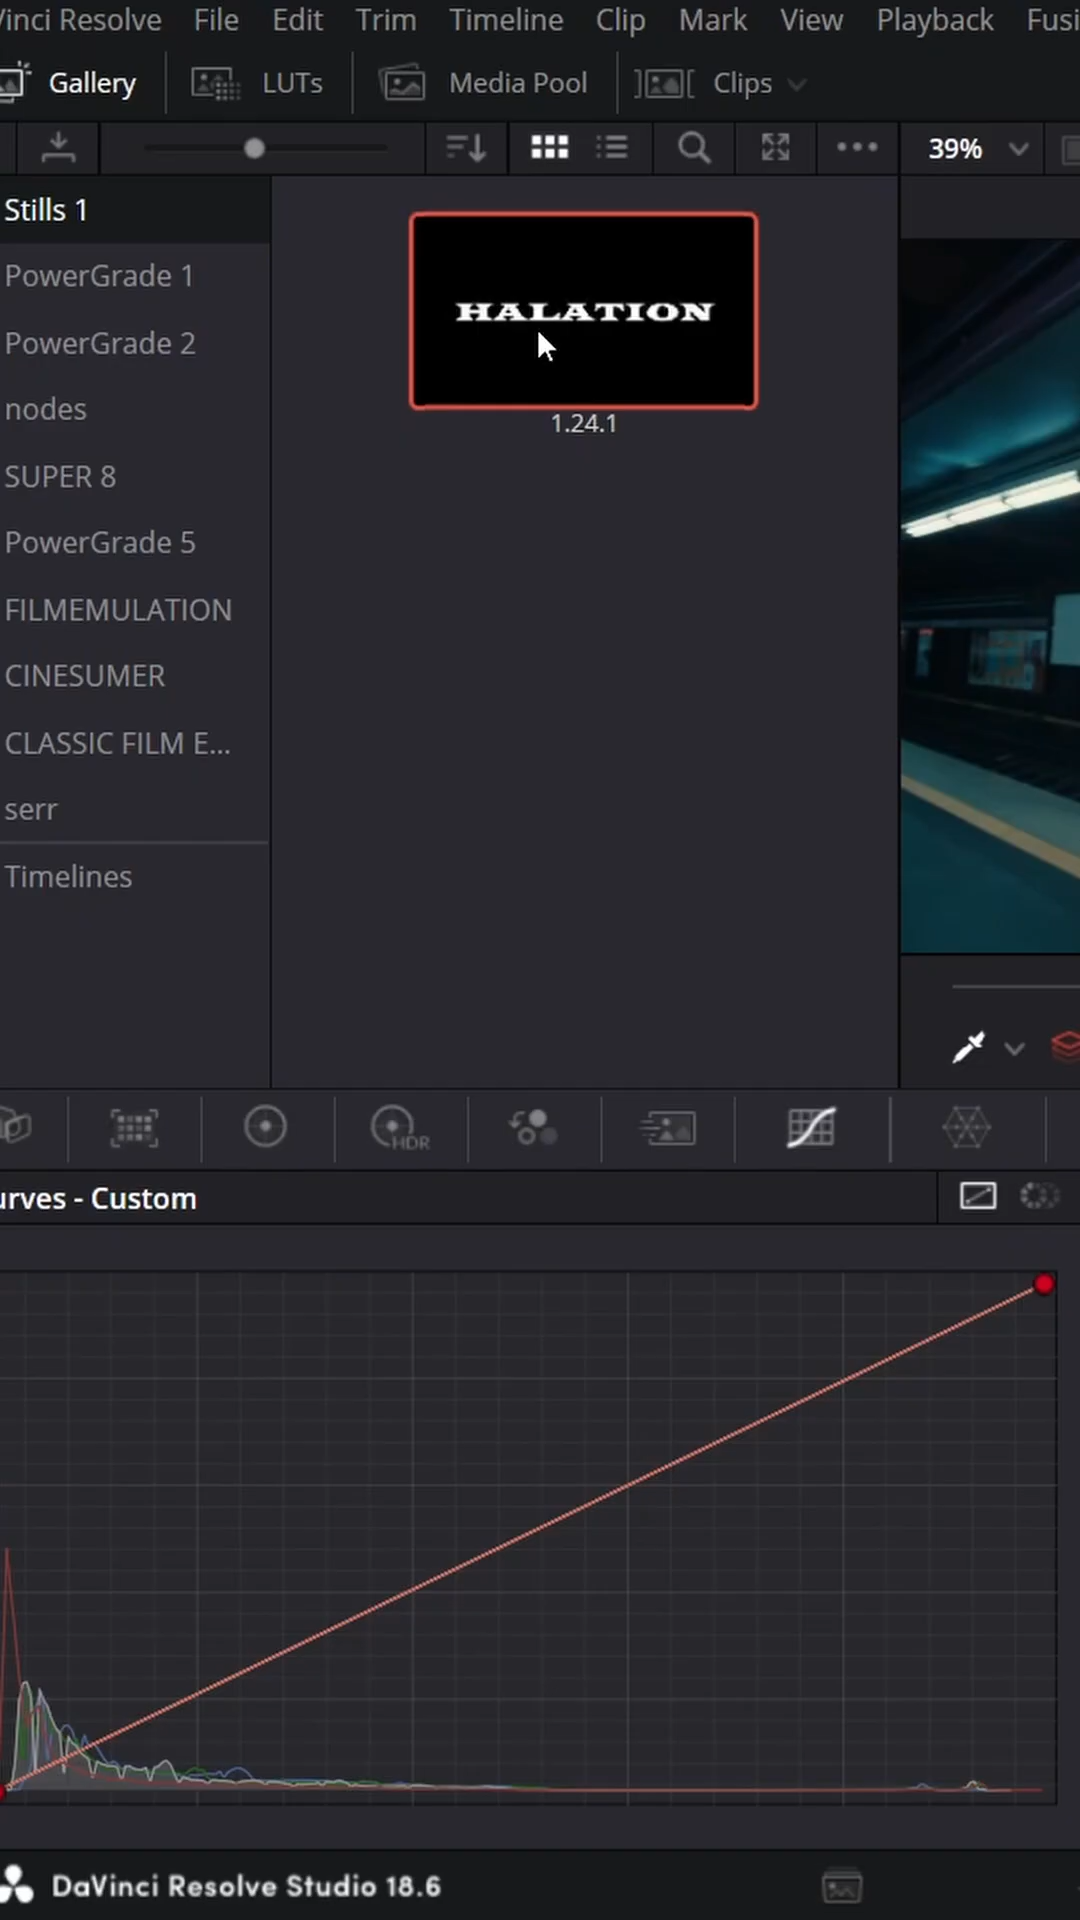 Vinci Resolve File Edit Trim Timeline Clip Mark View Playback Fusi
Gallery LUTs Media Pool Clips
39%
Stills 1
PowerGrade 1
PowerGrade 2
nodes
SUPER 8
PowerGrade 5
FILMEMULATION
CINESUMER
CLASSIC FILM E...
serr
Timelines
HALATION
1.24.1
HDR
urves - Custom
DaVinci Resolve Studio 18.6